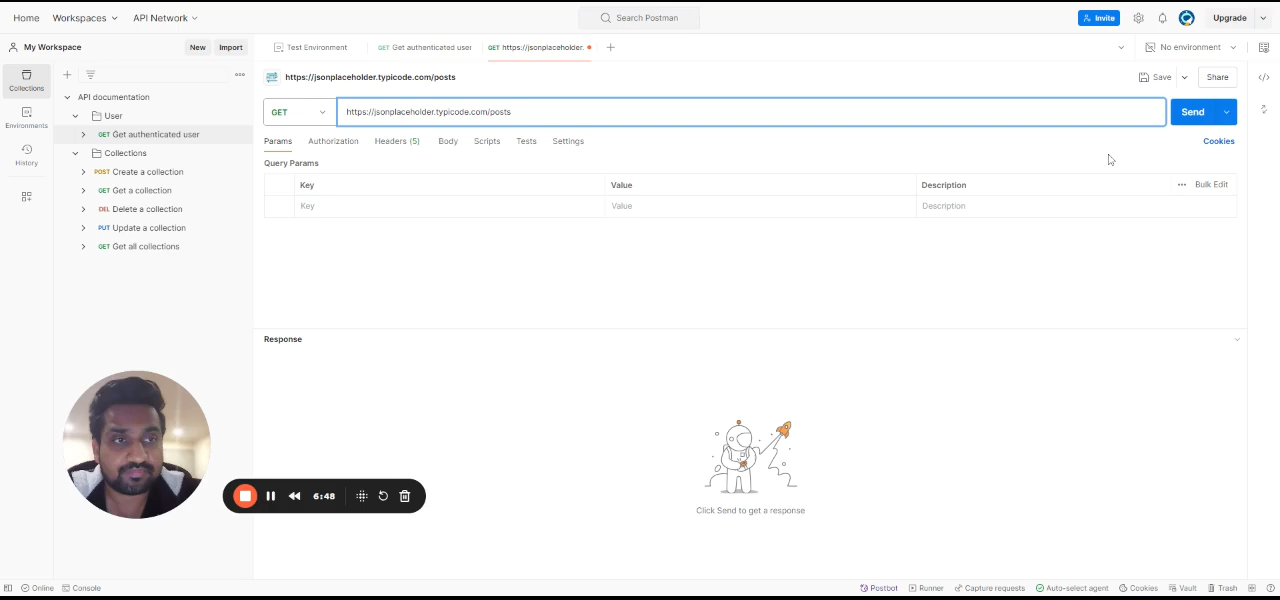 Home Workspaces API Network Search Postman Invite Upgrade
My Workspace New Import Test Environment GET Get authenticated user GET https://jsonplaceholder. No environment
Collections
Environments
History
API documentation
User
GET Get authenticated user
Collections
POST Create a collection
GET Get a collection
DEL Delete a collection
PUT Update a collection
GET Get all collections
https://jsonplaceholder.typicode.com/posts Save Share
GET https://jsonplaceholder.typicode.com/posts Send
Params Authorization Headers (5) Body Scripts Tests Settings Cookies
Query Params
Key Value Description Bulk Edit
Key Value Description
Response
Click Send to get a response
6:48
Online Console Postbot Runner Capture requests Auto-select agent Cookies Vault Trash